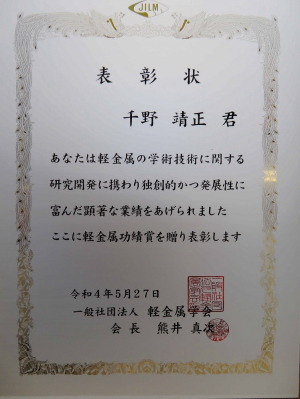 JILM
表彰状
千野 靖正 君
あなたは軽金属の学術技術に関する
研究開発に携わり独創的かつ発展性に
富んだ顕著な業績をあげられました
ここに軽金属功績賞を贈り表彰します
令和4年5月27日
一般社団法人 軽金属学会
会長 熊井 真次